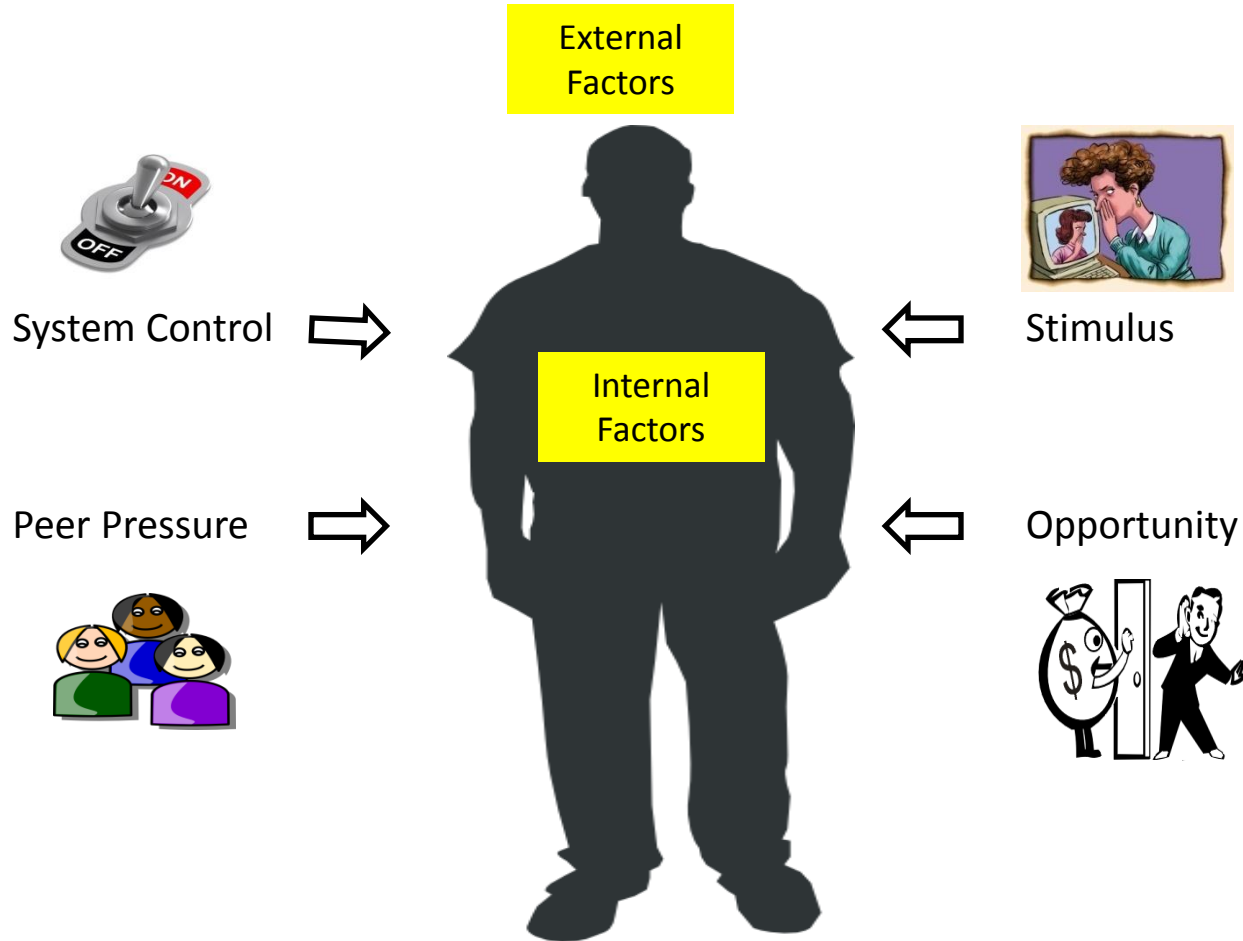 External
Factors
ON
OFF
System Control
Stimulus
Internal
Factors
Peer Pressure
Opportunity
$